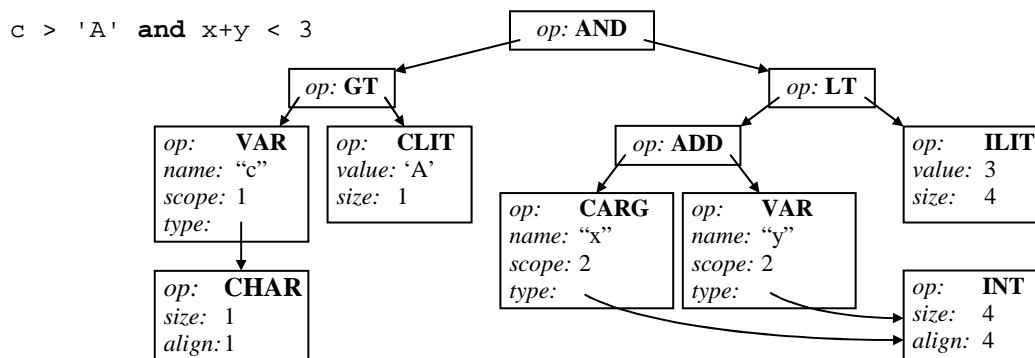 c > 'A' and x+y < 3
op: AND
op: GT
op: LT
op: VAR
name: “c”
scope: 1
type:
op: CLIT
value: ‘A’
size: 1
op: ADD
op: ILIT
value: 3
size: 4
op: CARG
name: “x”
scope: 2
type:
op: VAR
name: “y”
scope: 2
type:
op: CHAR
size: 1
align: 1
op: INT
size: 4
align: 4